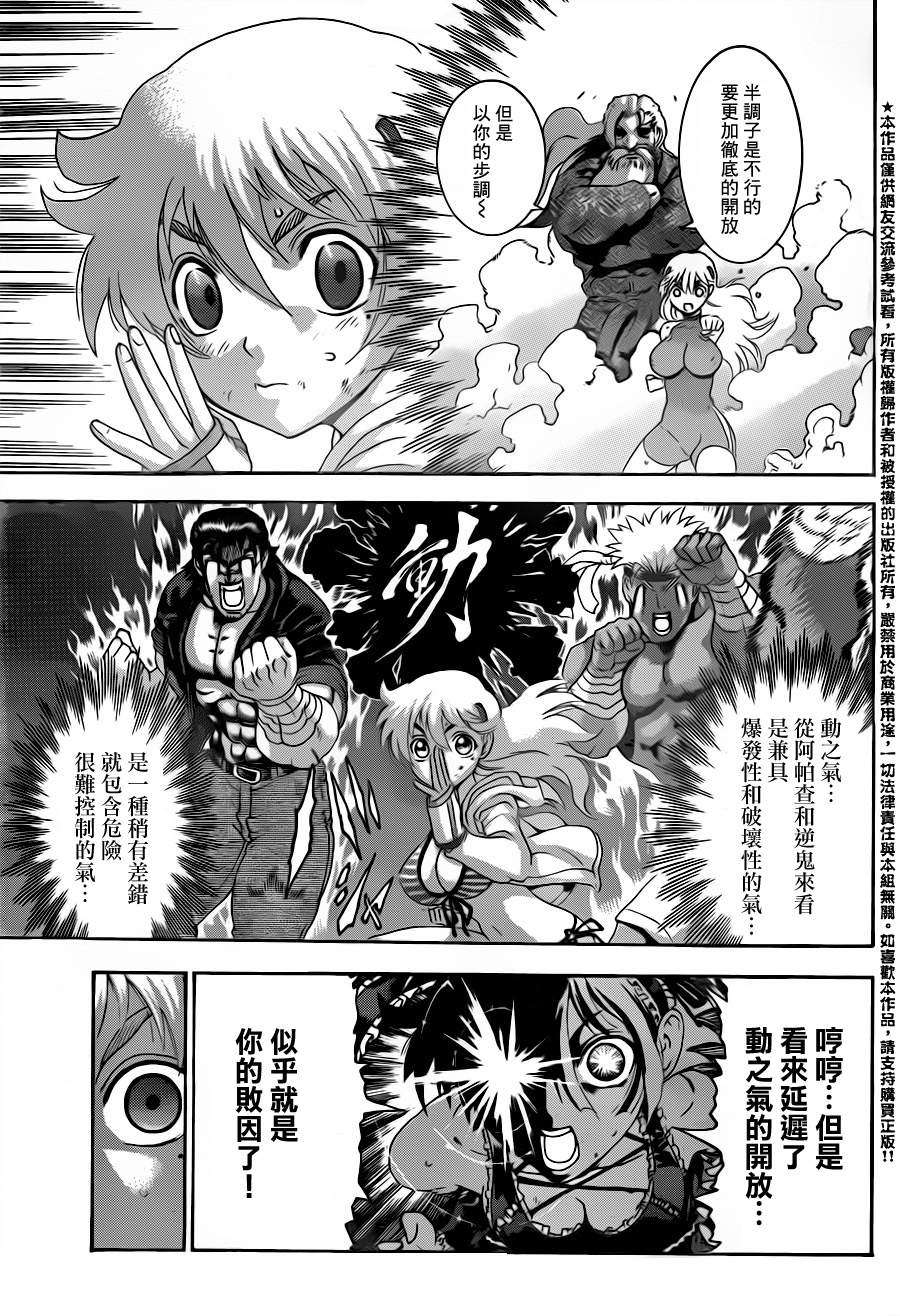 半調子是不行的
要更加徹底的開放
但是
以你的步調~
動
動之氣…
從阿帕查和逆鬼來看
是兼具
爆發性和破壞性的氣…
是一種稍有差錯
就包含危險
很難控制的氣…
哼哼…但是
看來延遲了
動之氣的開放…
似乎就是
你的敗因了!
★本作品僅供網友交流參考試看，所有版權歸作者和被授權的出版社所有，嚴禁用於商業用途，一切法律責任與本組無關。如喜歡本作品，請支持購買正版!!